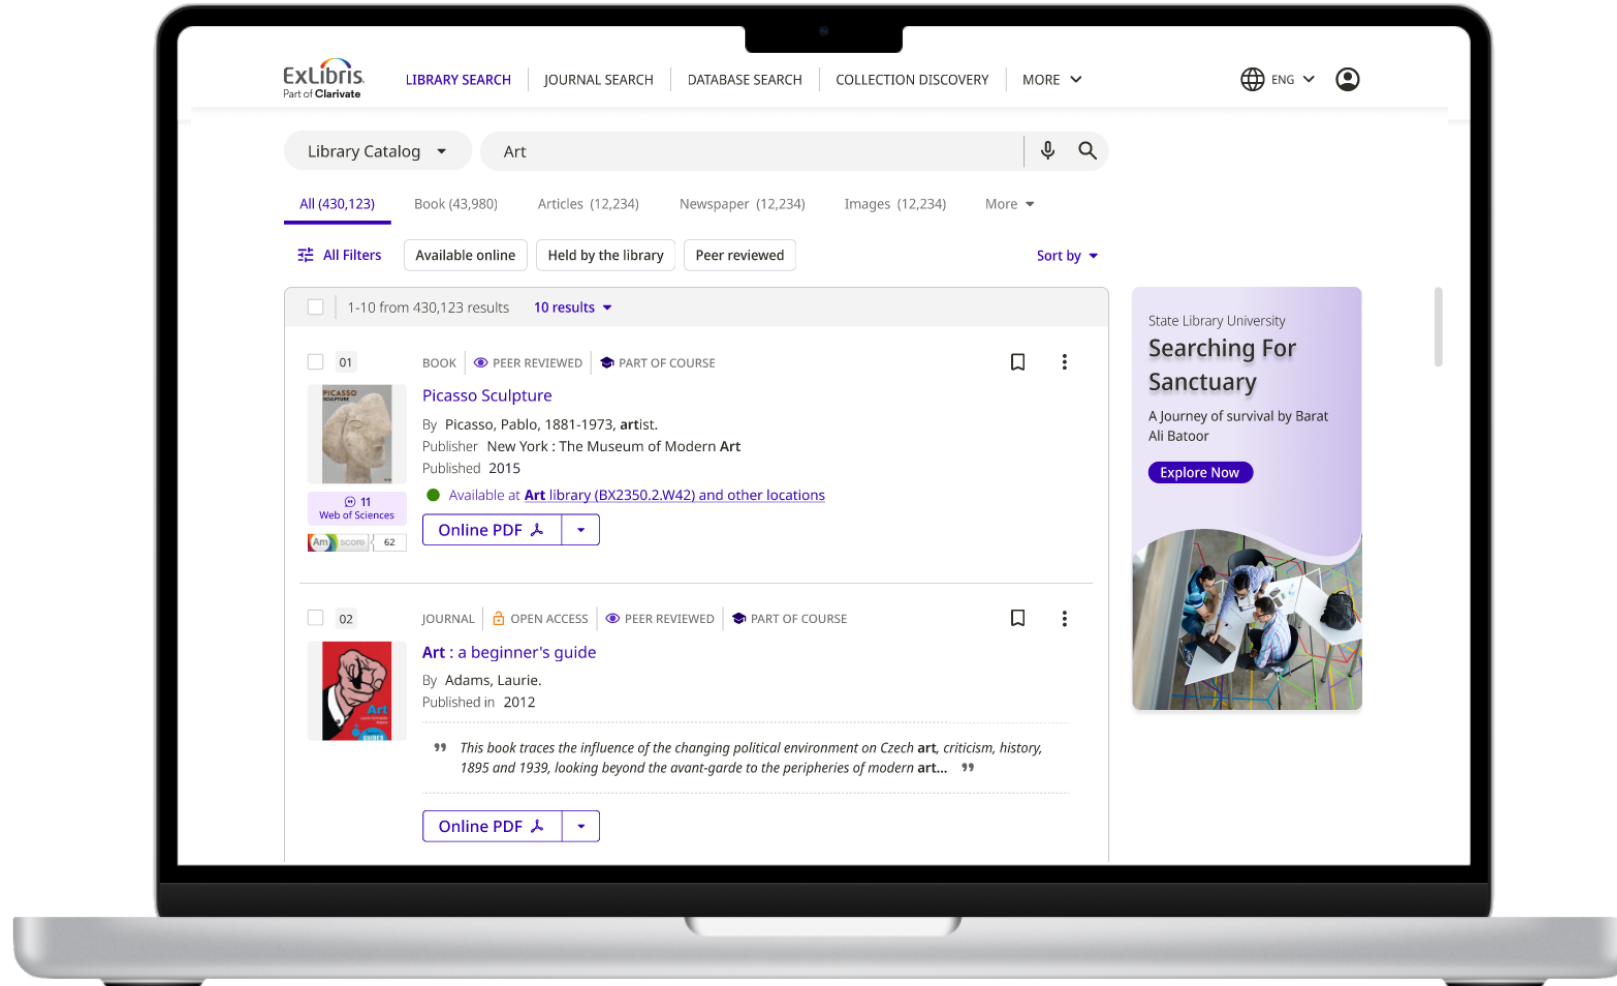 ExLibris
Part of Clarivate
LIBRARY SEARCH JOURNAL SEARCH DATABASE SEARCH COLLECTION DISCOVERY MORE ENG
Library Catalog Art
All (430,123) Book (43,980) Articles (12,234) Newspaper (12,234) Images (12,234) More
All Filters Available online Held by the library Peer reviewed Sort by
1-10 from 430,123 results 10 results
01 BOOK PEER REVIEWED PART OF COURSE
PICASSO
SCULPTURE
Picasso Sculpture
By Picasso, Pablo, 1881-1973, artist.
Publisher New York : The Museum of Modern Art
Published 2015
Available at Art library (BX2350.2.W42) and other locations
11
Web of Sciences
Online PDF
Am score 62
02 JOURNAL OPEN ACCESS PEER REVIEWED PART OF COURSE
Art : a beginner's guide
By Adams, Laurie.
Published in 2012
Art
GUIDES
" This book traces the influence of the changing political environment on Czech art, criticism, history,
1895 and 1939, looking beyond the avant-garde to the peripheries of modern art... "
Online PDF
State Library University
Searching For
Sanctuary
A Journey of survival by Barat
Ali Batoor
Explore Now